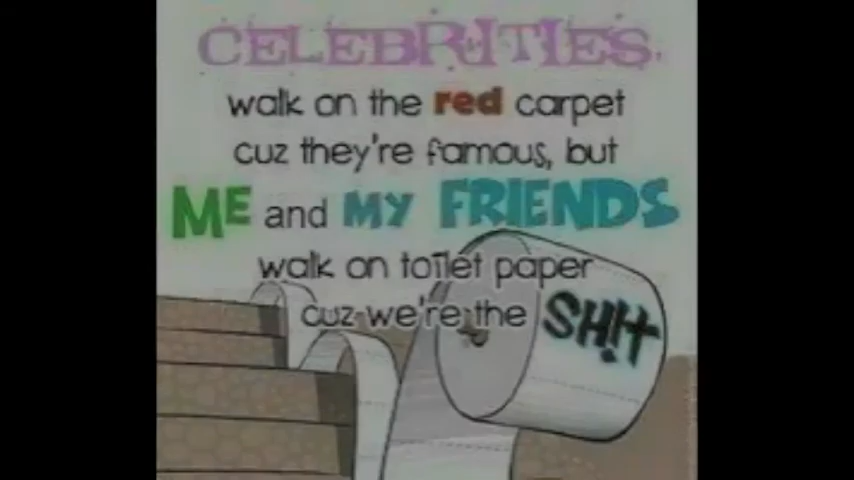 CELEBRITIES,
walk on the red carpet
cuz they're famous, but
ME and MY FRIENDS
walk on toilet paper
cuz we're the SH!t